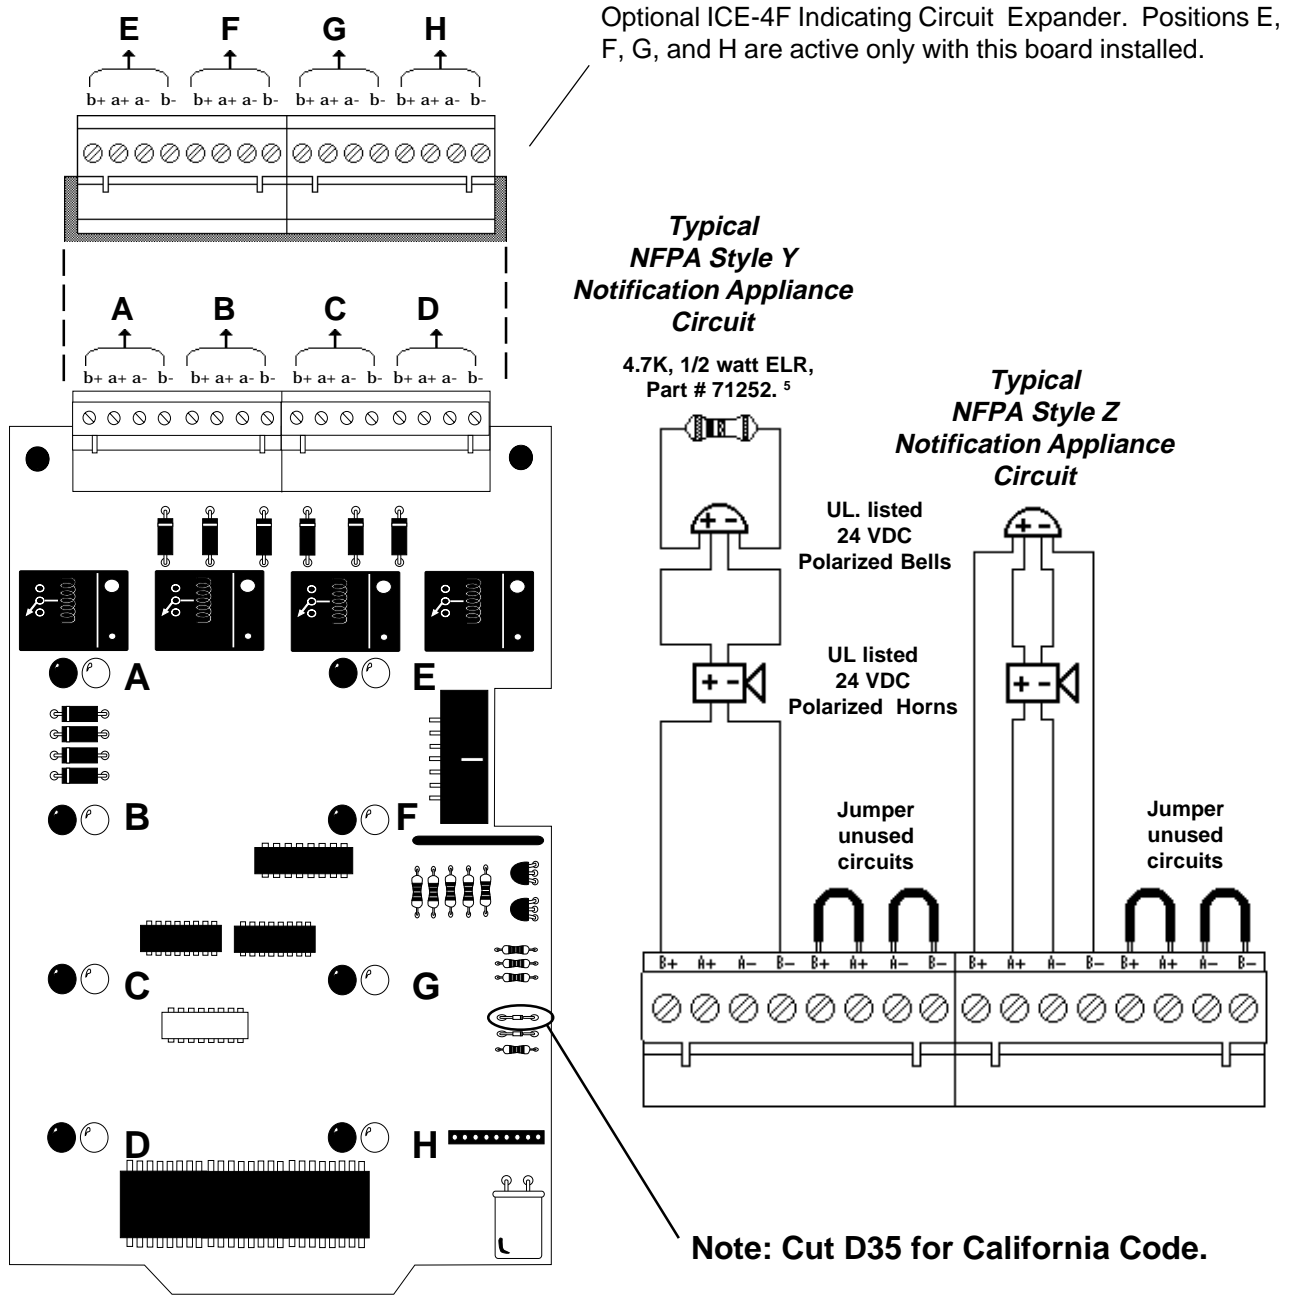 Optional ICE-4F Indicating Circuit Expander. Positions E,
F, G, and H are active only with this board installed.
E F G H
b+ a+ a- b- b+ a+ a- b- b+ a+ a- b- b+ a+ a- b-
A B C D
b+ a+ a- b- b+ a+ a- b- b+ a+ a- b- b+ a+ a- b-
Typical
NFPA Style Y
Notification Appliance
Circuit
4.7K, 1/2 watt ELR,
Part # 71252. 5
Typical
NFPA Style Z
Notification Appliance
Circuit
+ -
UL. listed
24 VDC
Polarized Bells
+ -
+ -
UL listed
24 VDC
Polarized Horns
+ -
A E
B F
C G
D H
Jumper
unused
circuits
Jumper
unused
circuits
B+ A+ A- B- B+ A+ A- B- B+ A+ A- B- B+ A+ A- B-
Note: Cut D35 for California Code.